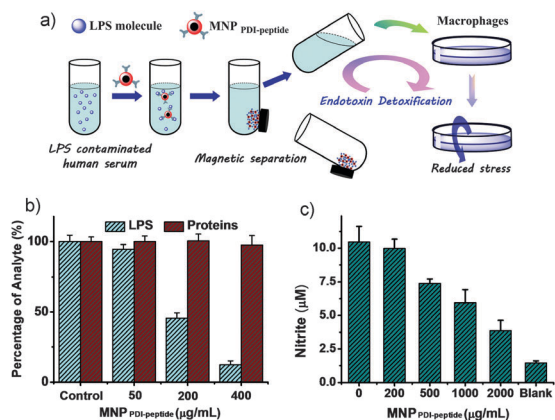 a)
LPS molecule
MNP PDI-peptide
Macrophages
LPS contaminated
human serum
Magnetic separation
Endotoxin Detoxification
Reduced stress
b)
LPS
Proteins
Percentage of Analyte (%)
100
50
0
Control 50 200 400
MNP PDI-peptide (μg/mL)
c)
Nitrite (μM)
10.0
7.5
5.0
2.5
0.0
0 200 500 1000 2000 Blank
MNP PDI-peptide (μg/mL)